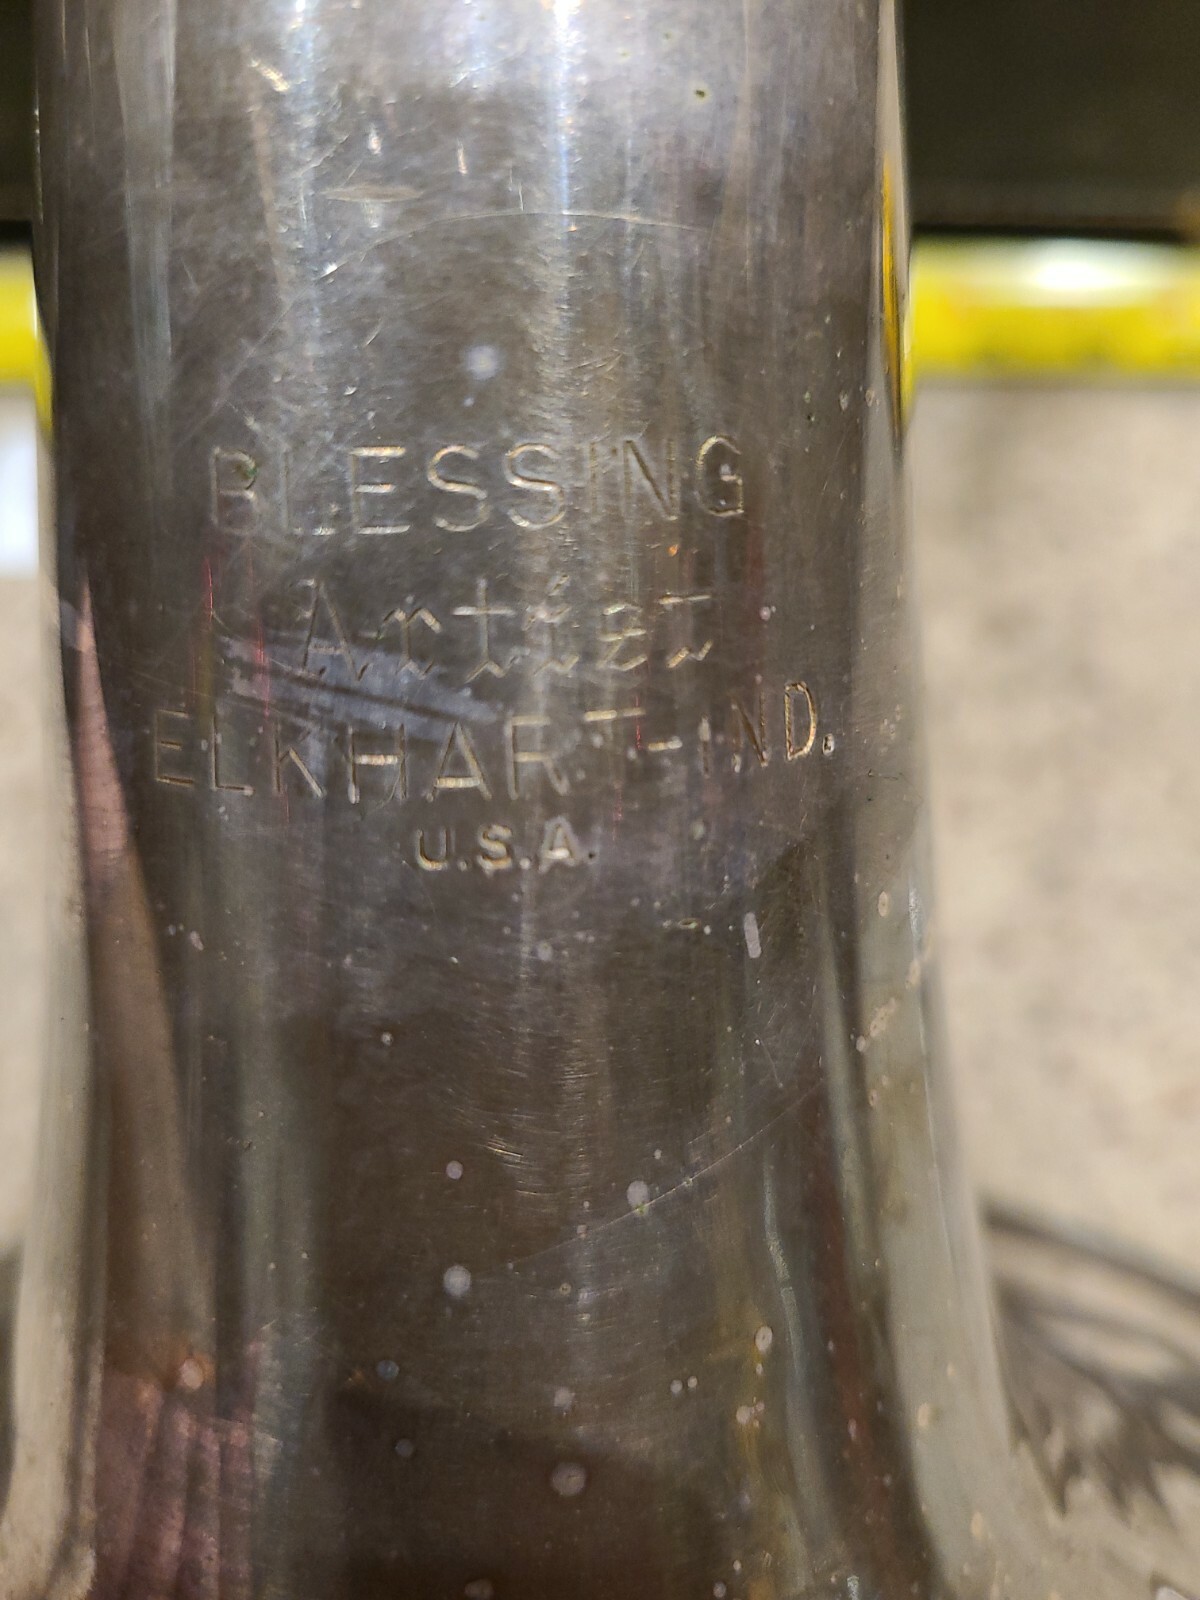 BLESSING
Artist
ELKHART-IND.
U.S.A.